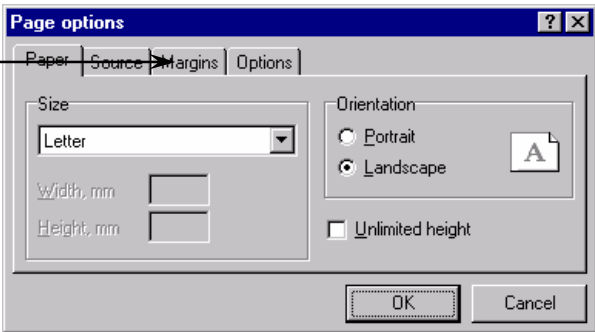 Page options
Paper Source Margins Options
Size
Letter
Width, mm
Height, mm
Orientation
Portrait
Landscape
A
Unlimited height
OK Cancel